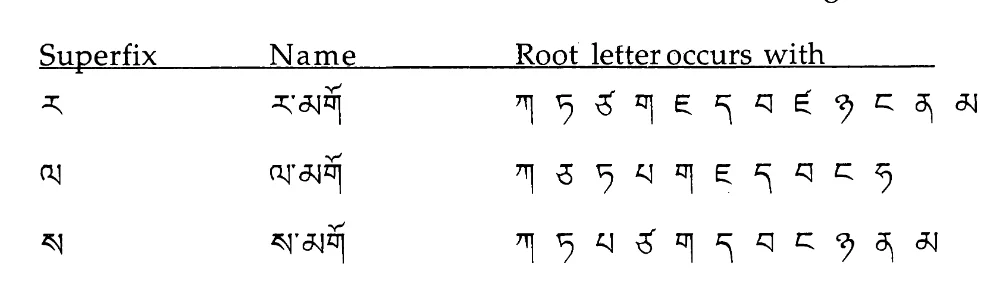 Superfix Name Root letter occurs with
ར ར་མགོ ཀ ཏ ཙ ག ཇ ད བ ཛ ཉ ང ན མ
ལ ལ་མགོ ཀ ཅ ཏ པ ག ཇ ད བ ང ཧ
ས ས་མགོ ཀ ཏ པ ཙ ག ད བ ང ཉ ན མ